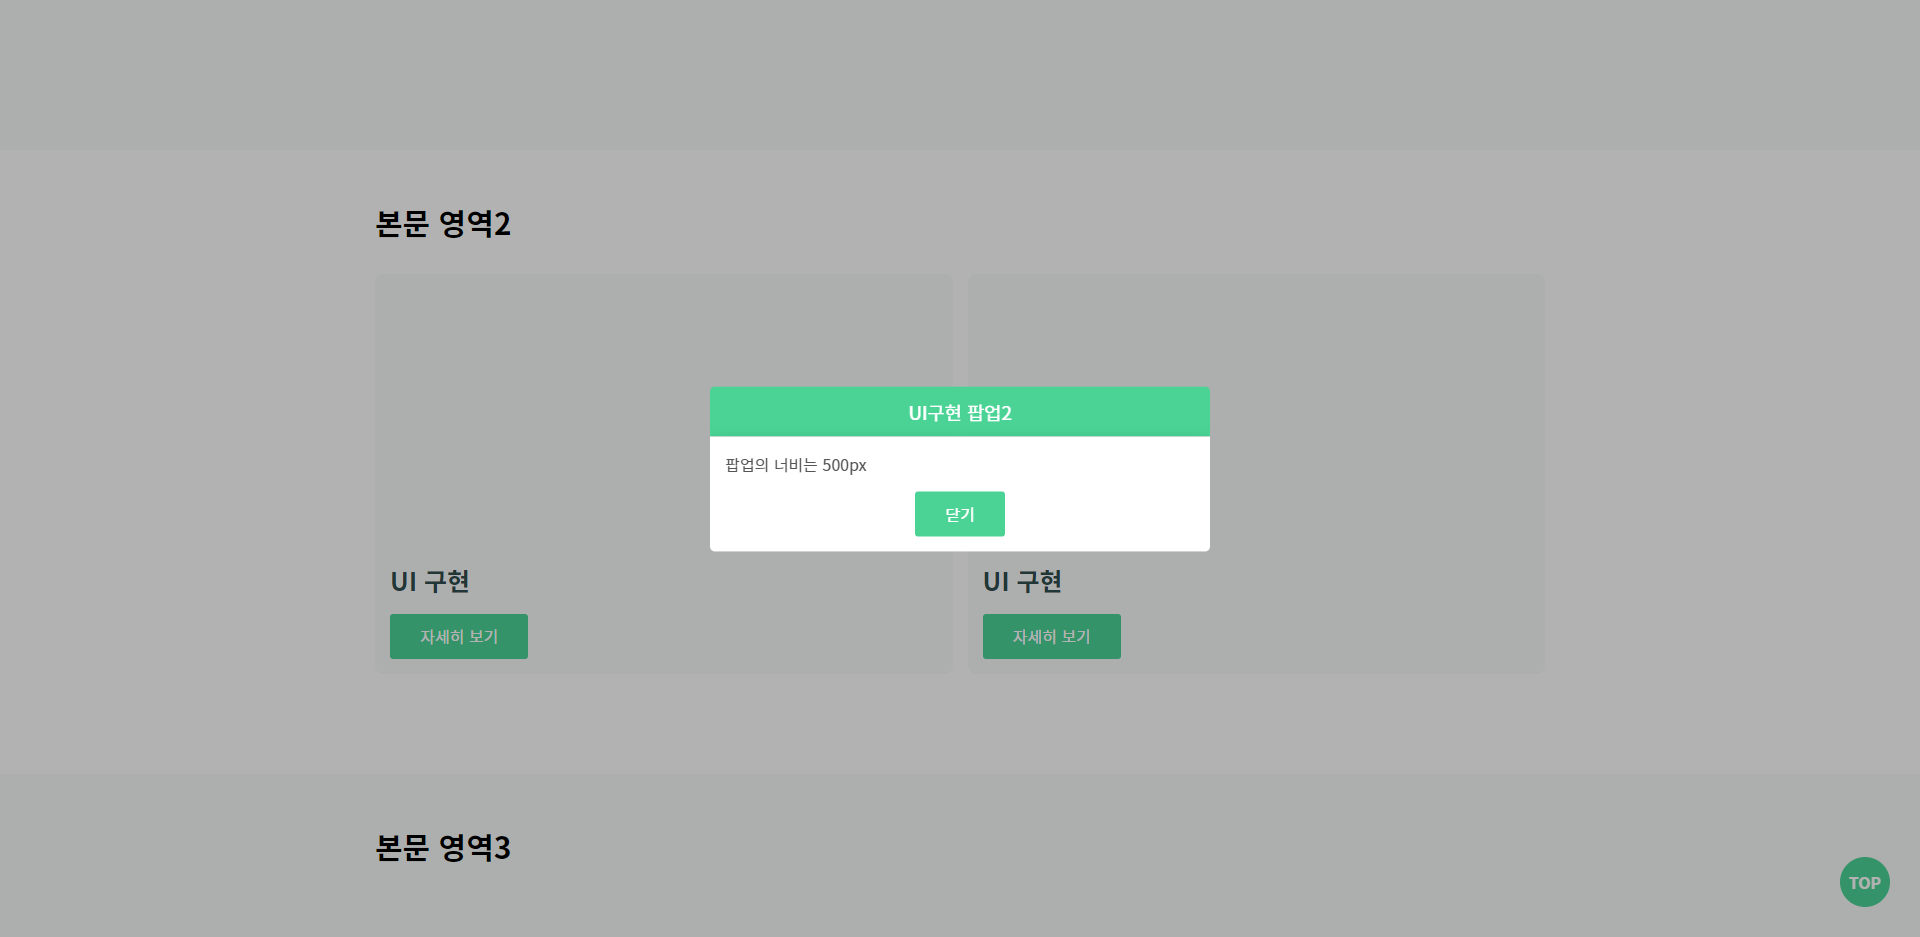 본문 영역2
UI구현 팝업2
팝업의 너비는 500px
닫기
UI 구현
자세히 보기
UI 구현
자세히 보기
본문 영역3
TOP